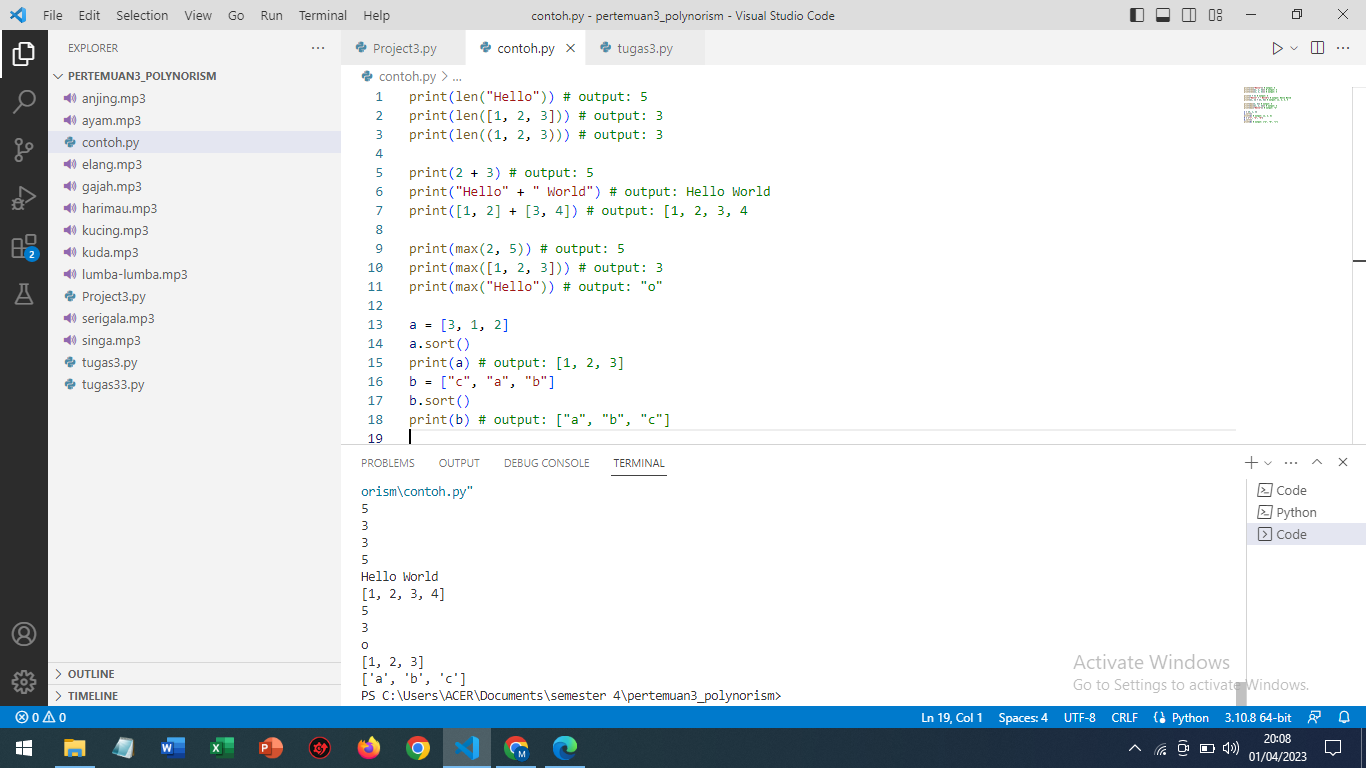 File Edit Selection View Go Run Terminal Help
contoh.py - pertemuan3_polynorism - Visual Studio Code
EXPLORER
PERTEMUAN3_POLYNORISM
anjing.mp3
ayam.mp3
contoh.py
elang.mp3
gajah.mp3
harimau.mp3
kucing.mp3
kuda.mp3
lumba-lumba.mp3
Project3.py
serigala.mp3
singa.mp3
tugas3.py
tugas33.py
OUTLINE
TIMELINE
2
Project3.py contoh.py tugas3.py
contoh.py > ...
1 print(len("Hello")) # output: 5
2 print(len([1, 2, 3])) # output: 3
3 print(len((1, 2, 3))) # output: 3
4
5 print(2 + 3) # output: 5
6 print("Hello" + " World") # output: Hello World
7 print([1, 2] + [3, 4]) # output: [1, 2, 3, 4
8
9 print(max(2, 5)) # output: 5
10 print(max([1, 2, 3])) # output: 3
11 print(max("Hello")) # output: "o"
12
13 a = [3, 1, 2]
14 a.sort()
15 print(a) # output: [1, 2, 3]
16 b = ["c", "a", "b"]
17 b.sort()
18 print(b) # output: ["a", "b", "c"]
19
PROBLEMS OUTPUT DEBUG CONSOLE TERMINAL
orism\contoh.py"
5
3
3
5
Hello World
[1, 2, 3, 4]
5
3
o
[1, 2, 3]
['a', 'b', 'c']
PS C:\Users\ACER\Documents\semester 4\pertemuan3_polynorism>
Code
Python
Code
Activate Windows
Go to Settings to activate Windows.
0 0
Ln 19, Col 1 Spaces: 4 UTF-8 CRLF Python 3.10.8 64-bit
20:08
01/04/2023